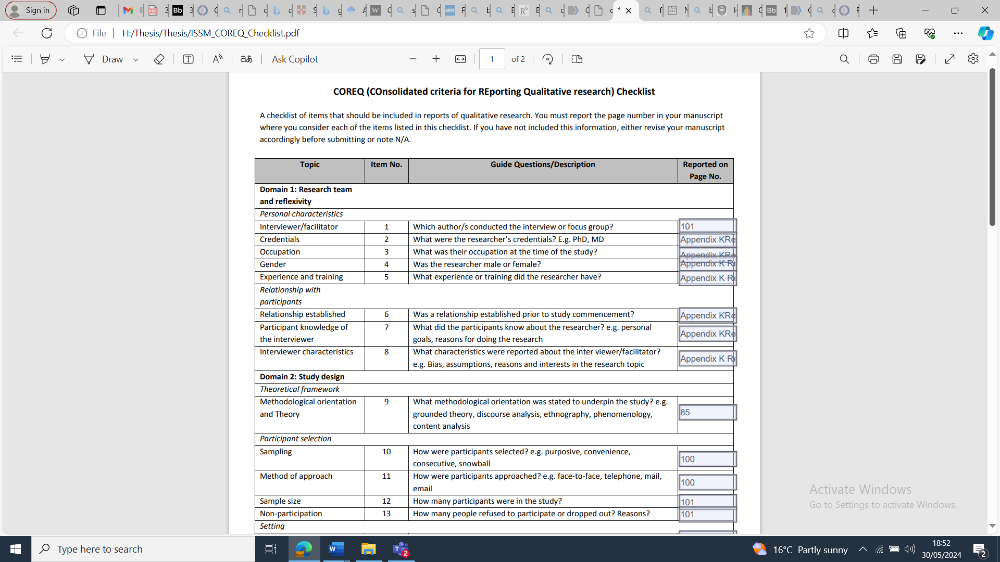 Sign in
File
H:/Thesis/Thesis/ISSM_COREQ_Checklist.pdf
Draw
aあ
Ask Copilot
1 of 2
COREQ (COnsolidated criteria for REporting Qualitative research) Checklist
A checklist of items that should be included in reports of qualitative research. You must report the page number in your manuscript
where you consider each of the items listed in this checklist. If you have not included this information, either revise your manuscript
accordingly before submitting or note N/A.
Topic Item No. Guide Questions/Description Reported on
Page No.
Domain 1: Research team
and reflexivity
Personal characteristics
Interviewer/facilitator 1 Which author/s conducted the interview or focus group? 101
Credentials 2 What were the researcher's credentials? E.g. PhD, MD Appendix KRe
Occupation 3 What was their occupation at the time of the study? Appendix KRe
Gender 4 Was the researcher male or female? Appendix K Re
Experience and training 5 What experience or training did the researcher have? Appendix K Re
Relationship with
participants
Relationship established 6 Was a relationship established prior to study commencement? Appendix KRe
Participant knowledge of 7 What did the participants know about the researcher? e.g. personal Appendix KRe
the interviewer goals, reasons for doing the research
Interviewer characteristics 8 What characteristics were reported about the inter viewer/facilitator? Appendix K Re
e.g. Bias, assumptions, reasons and interests in the research topic
Domain 2: Study design
Theoretical framework
Methodological orientation 9 What methodological orientation was stated to underpin the study? e.g.
and Theory grounded theory, discourse analysis, ethnography, phenomenology, 85
content analysis
Participant selection
Sampling 10 How were participants selected? e.g. purposive, convenience, 100
consecutive, snowball
Method of approach 11 How were participants approached? e.g. face-to-face, telephone, mail, 100
email
Sample size 12 How many participants were in the study? 101
Non-participation 13 How many people refused to participate or dropped out? Reasons? 101
Setting
Activate Windows
Go to Settings to activate Windows.
Type here to search
16°C Partly sunny
18:52
30/05/2024
2